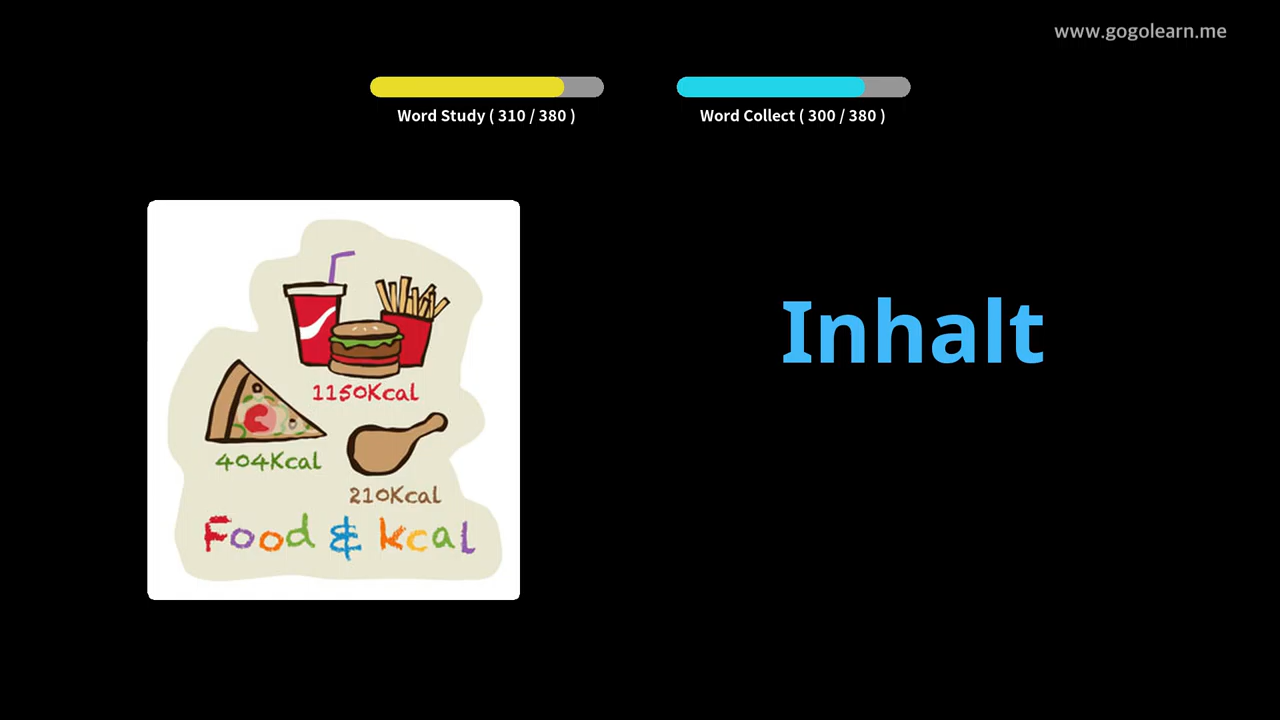 www.gogolearn.me
Word Study ( 310 / 380 )
Word Collect ( 300 / 380 )
Inhalt
1150Kcal
404Kcal
210Kcal
Food & kcal